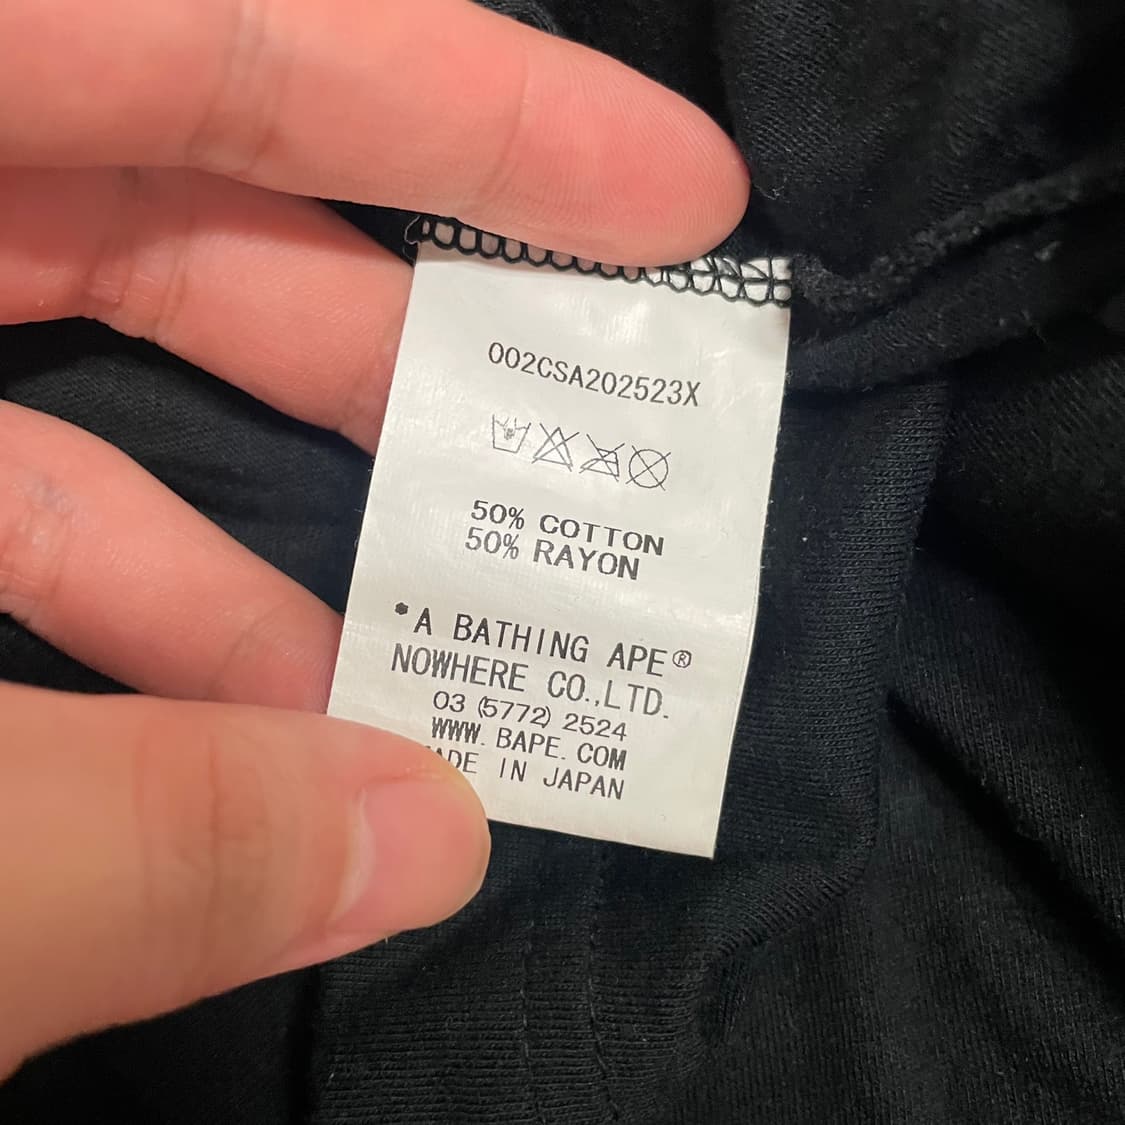 002CSA202523X
50% COTTON
50% RAYON
*A BATHING APE®
NOWHERE CO.,LTD.
03 (5772) 2524
WWW. BAPE. COM
ADE IN JAPAN